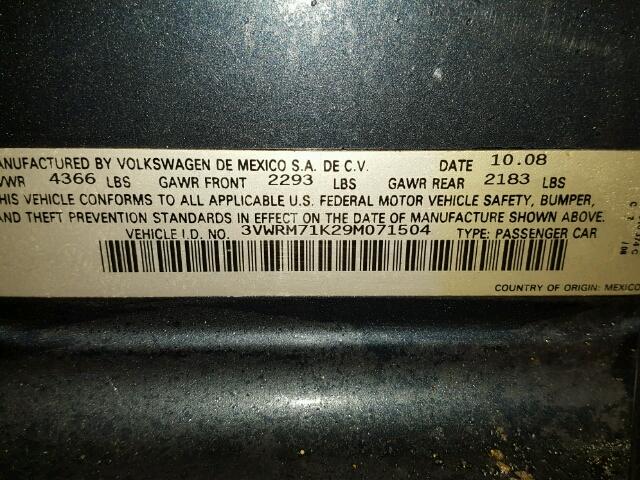 ANUFACTURED BY VOLKSWAGEN DE MEXICO S.A. DE C.V. DATE 10.08
VWR 4366 LBS GAWR FRONT 2293 LBS GAWR REAR 2183 LBS
HIS VEHICLE CONFORMS TO ALL APPLICABLE U.S. FEDERAL MOTOR VEHICLE SAFETY, BUMPER,
AND THEFT PREVENTION STANDARDS IN EFFECT ON THE DATE OF MANUFACTURE SHOWN ABOVE.
VEHICLE I.D. NO. 3VWRM71K29M071504 TYPE: PASSENGER CAR
COUNTRY OF ORIGIN: MEXICO